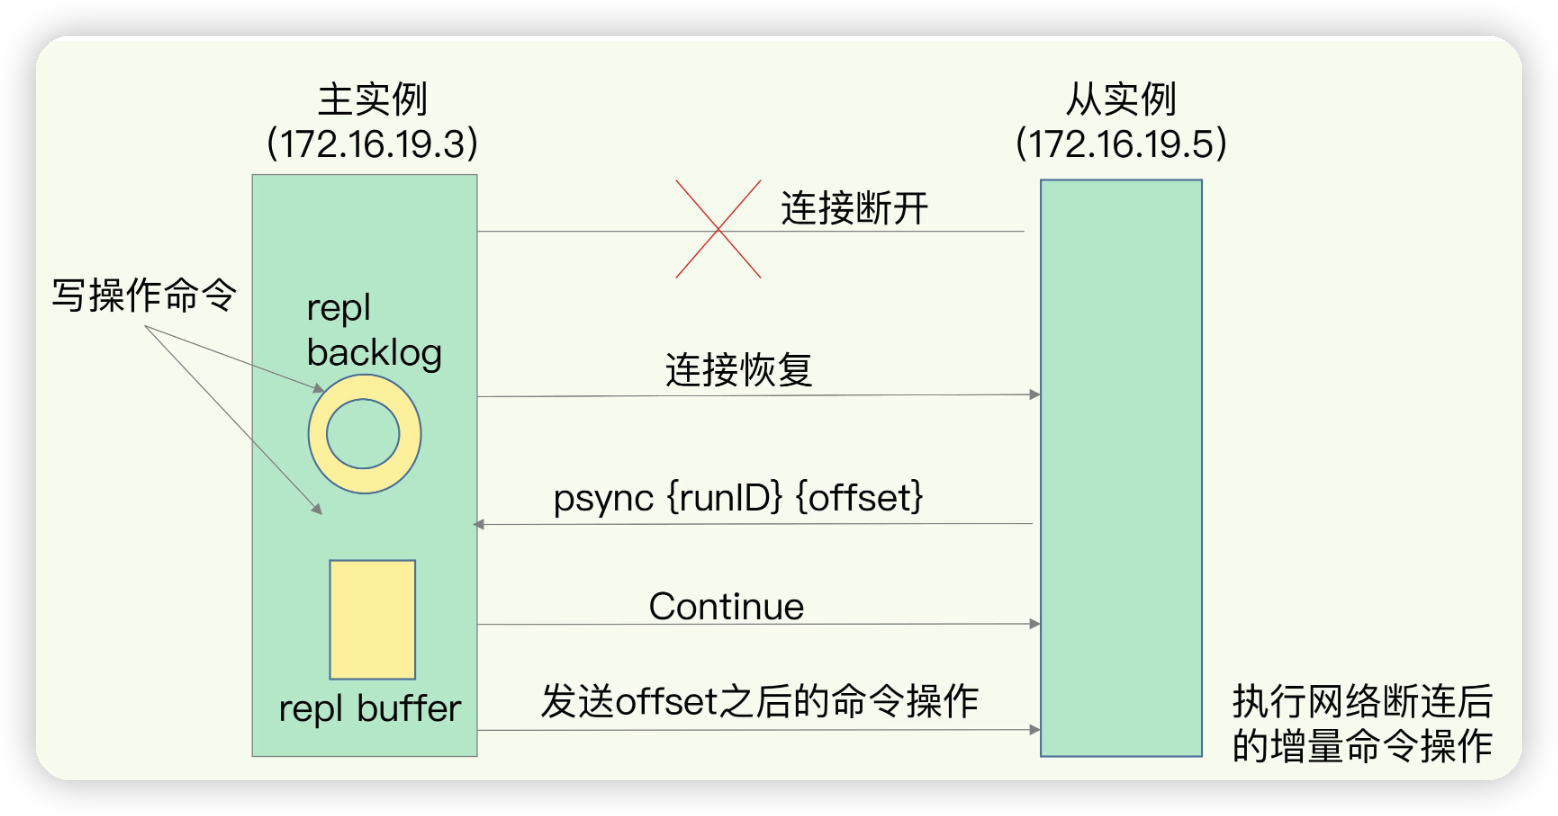 主实例
(172.16.19.3)
从实例
(172.16.19.5)
连接断开
写操作命令
repl
backlog
连接恢复
psync {runID} {offset}
Continue
repl buffer
发送offset之后的命令操作
执行网络断连后
的增量命令操作